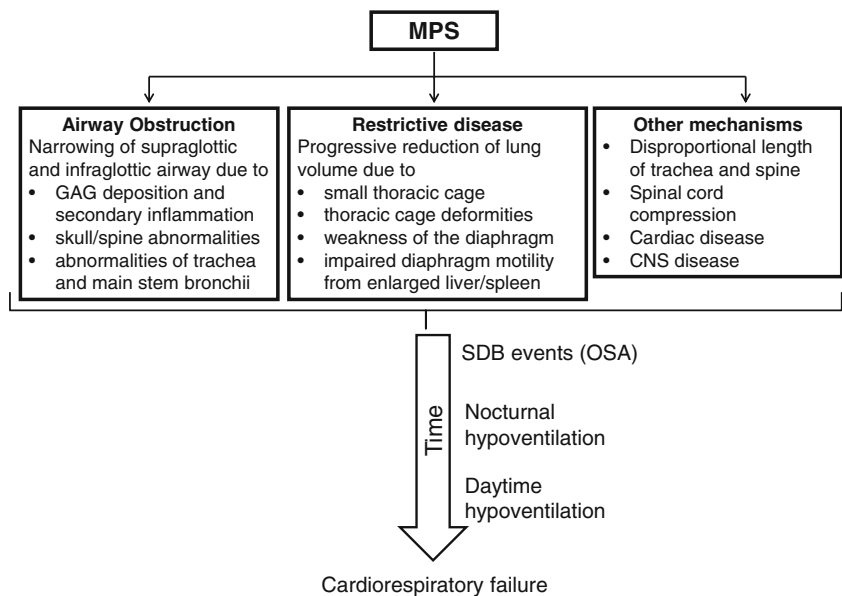 MPS
Airway Obstruction
Narrowing of supraglottic
and infraglottic airway due to
• GAG deposition and
secondary inflammation
• skull/spine abnormalities
• abnormalities of trachea
and main stem bronchii
Restrictive disease
Progressive reduction of lung
volume due to
• small thoracic cage
• thoracic cage deformities
• weakness of the diaphragm
• impaired diaphragm motility
from enlarged liver/spleen
Other mechanisms
• Disproportional length
of trachea and spine
• Spinal cord
compression
• Cardiac disease
• CNS disease
Time
SDB events (OSA)
Nocturnal
hypoventilation
Daytime
hypoventilation
Cardiorespiratory failure